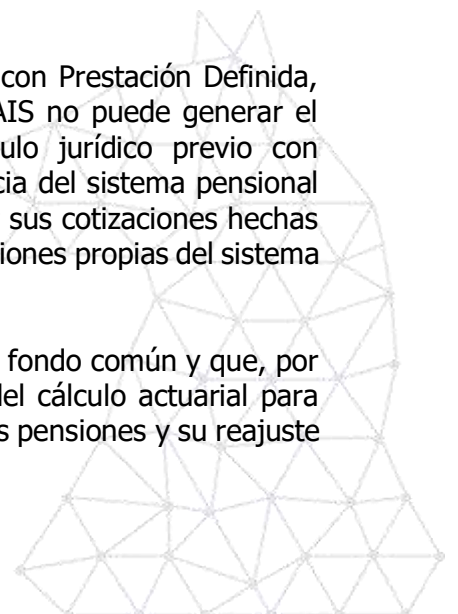 con Prestación Definida,
AIS no puede generar el
ulo jurídico previo con
cia del sistema pensional
sus cotizaciones hechas
iones propias del sistema
fondo común y que, por
del cálculo actuarial para
s pensiones y su reajuste